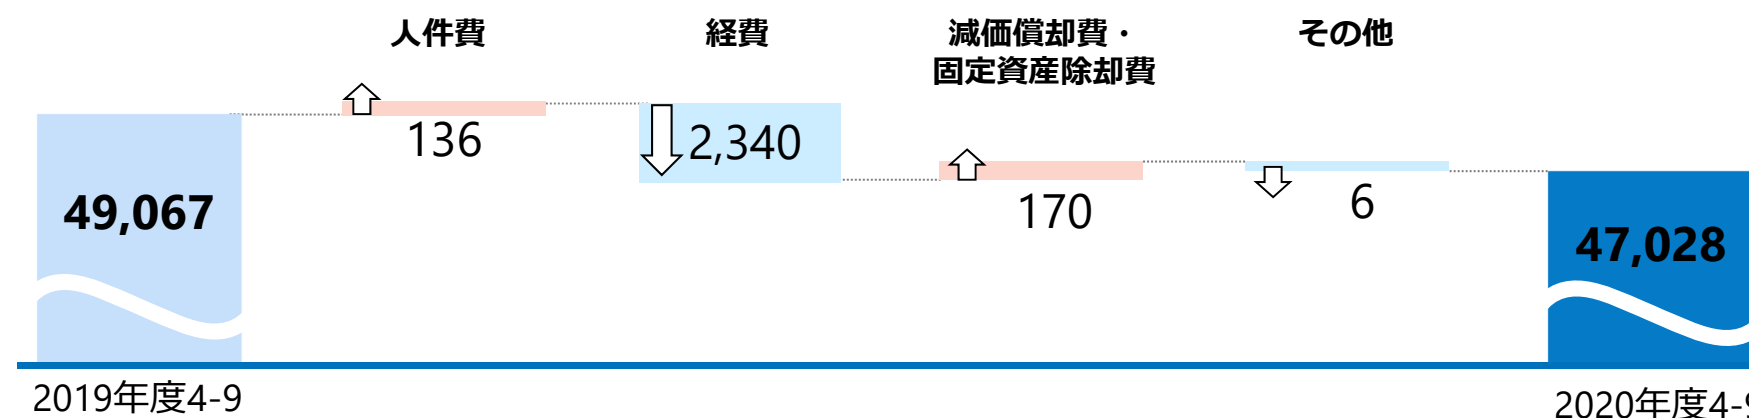 人件費
経費
減価償却費・
固定資産除却費
その他
136
2,340
170
6
49,067
47,028
2019年度4-9
2020年度4-9